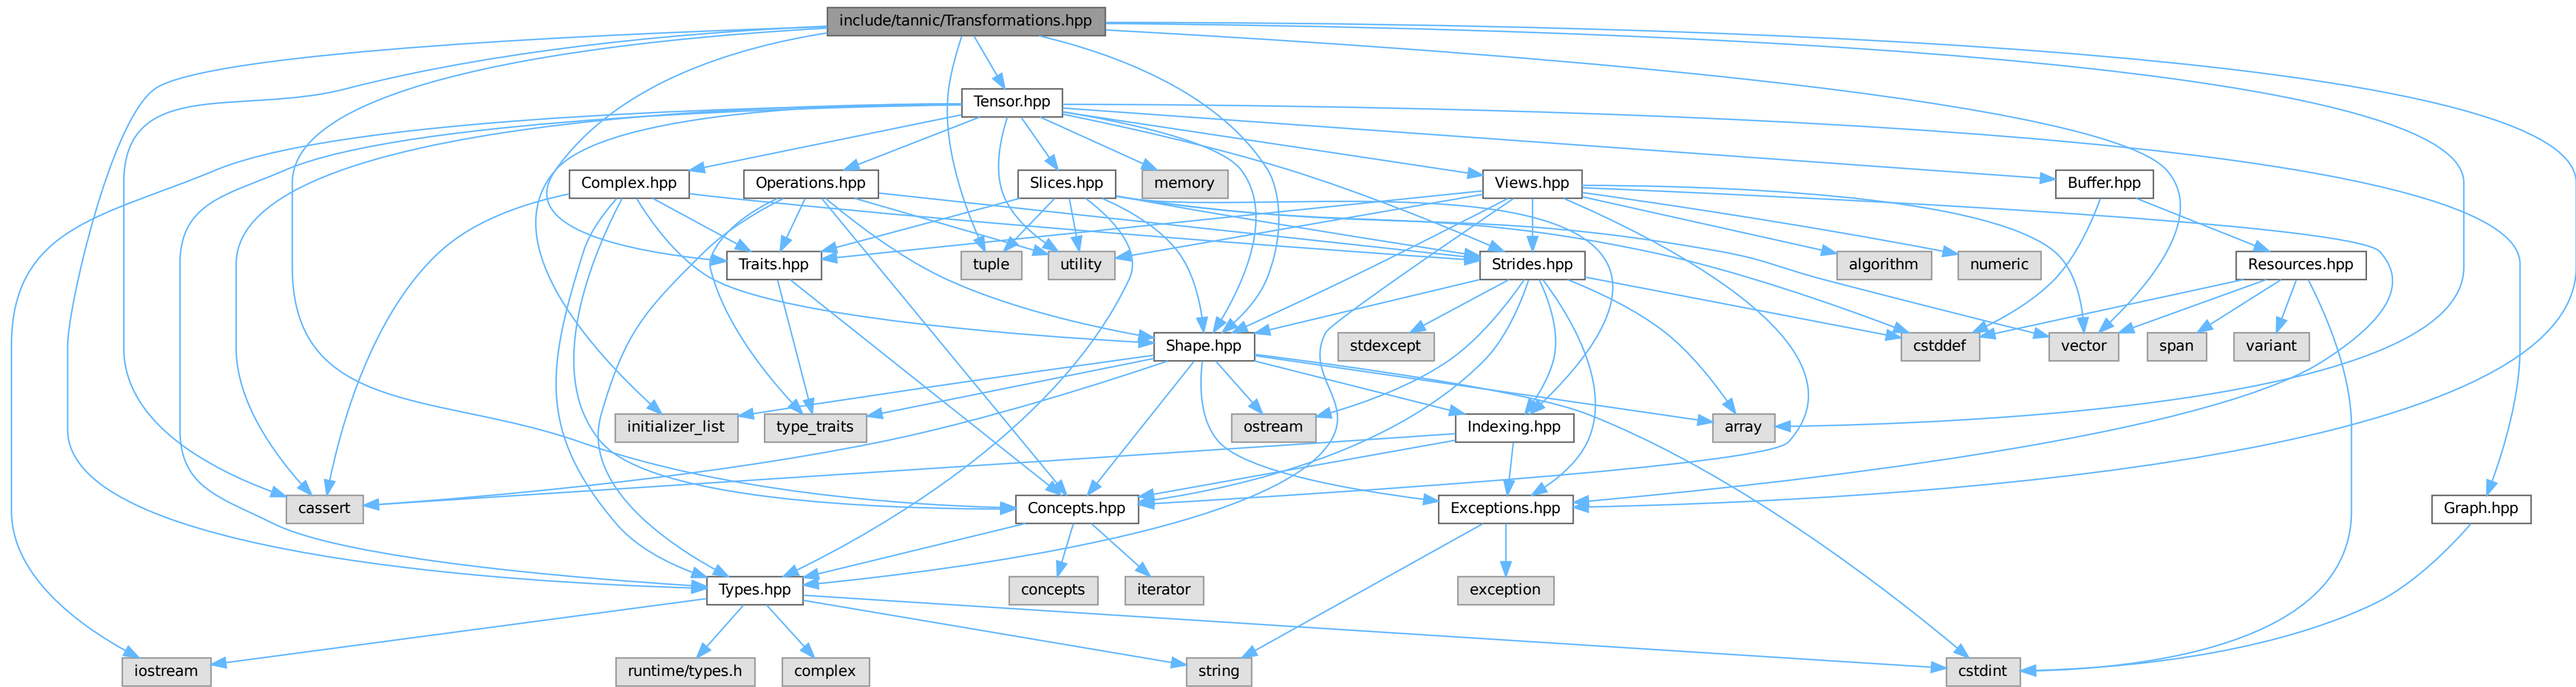 include/tannic/Transformations.hpp
Tensor.hpp
Complex.hpp
Operations.hpp
Slices.hpp
memory
Views.hpp
Buffer.hpp
Traits.hpp
tuple
utility
Strides.hpp
algorithm
numeric
Resources.hpp
Shape.hpp
stdexcept
cstddef
vector
span
variant
initializer_list
type_traits
ostream
Indexing.hpp
array
cassert
Concepts.hpp
Exceptions.hpp
Graph.hpp
Types.hpp
concepts
iterator
exception
iostream
runtime/types.h
complex
string
cstdint